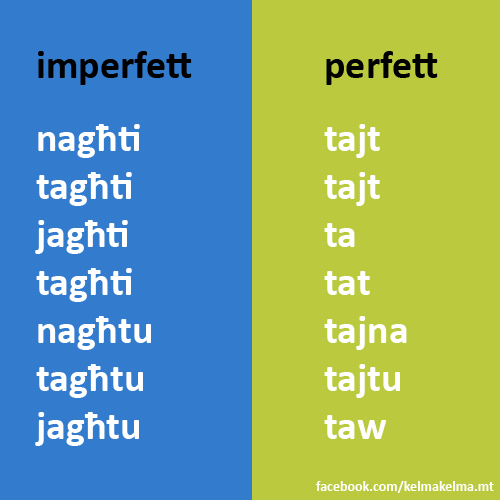 imperfett
nagħti
tagħti
jagħti
tagħti
nagħtu
tagħtu
jagħtu
perfett
tajt
tajt
ta
tat
tajna
tajtu
taw
facebook.com/kelmakelma.mt